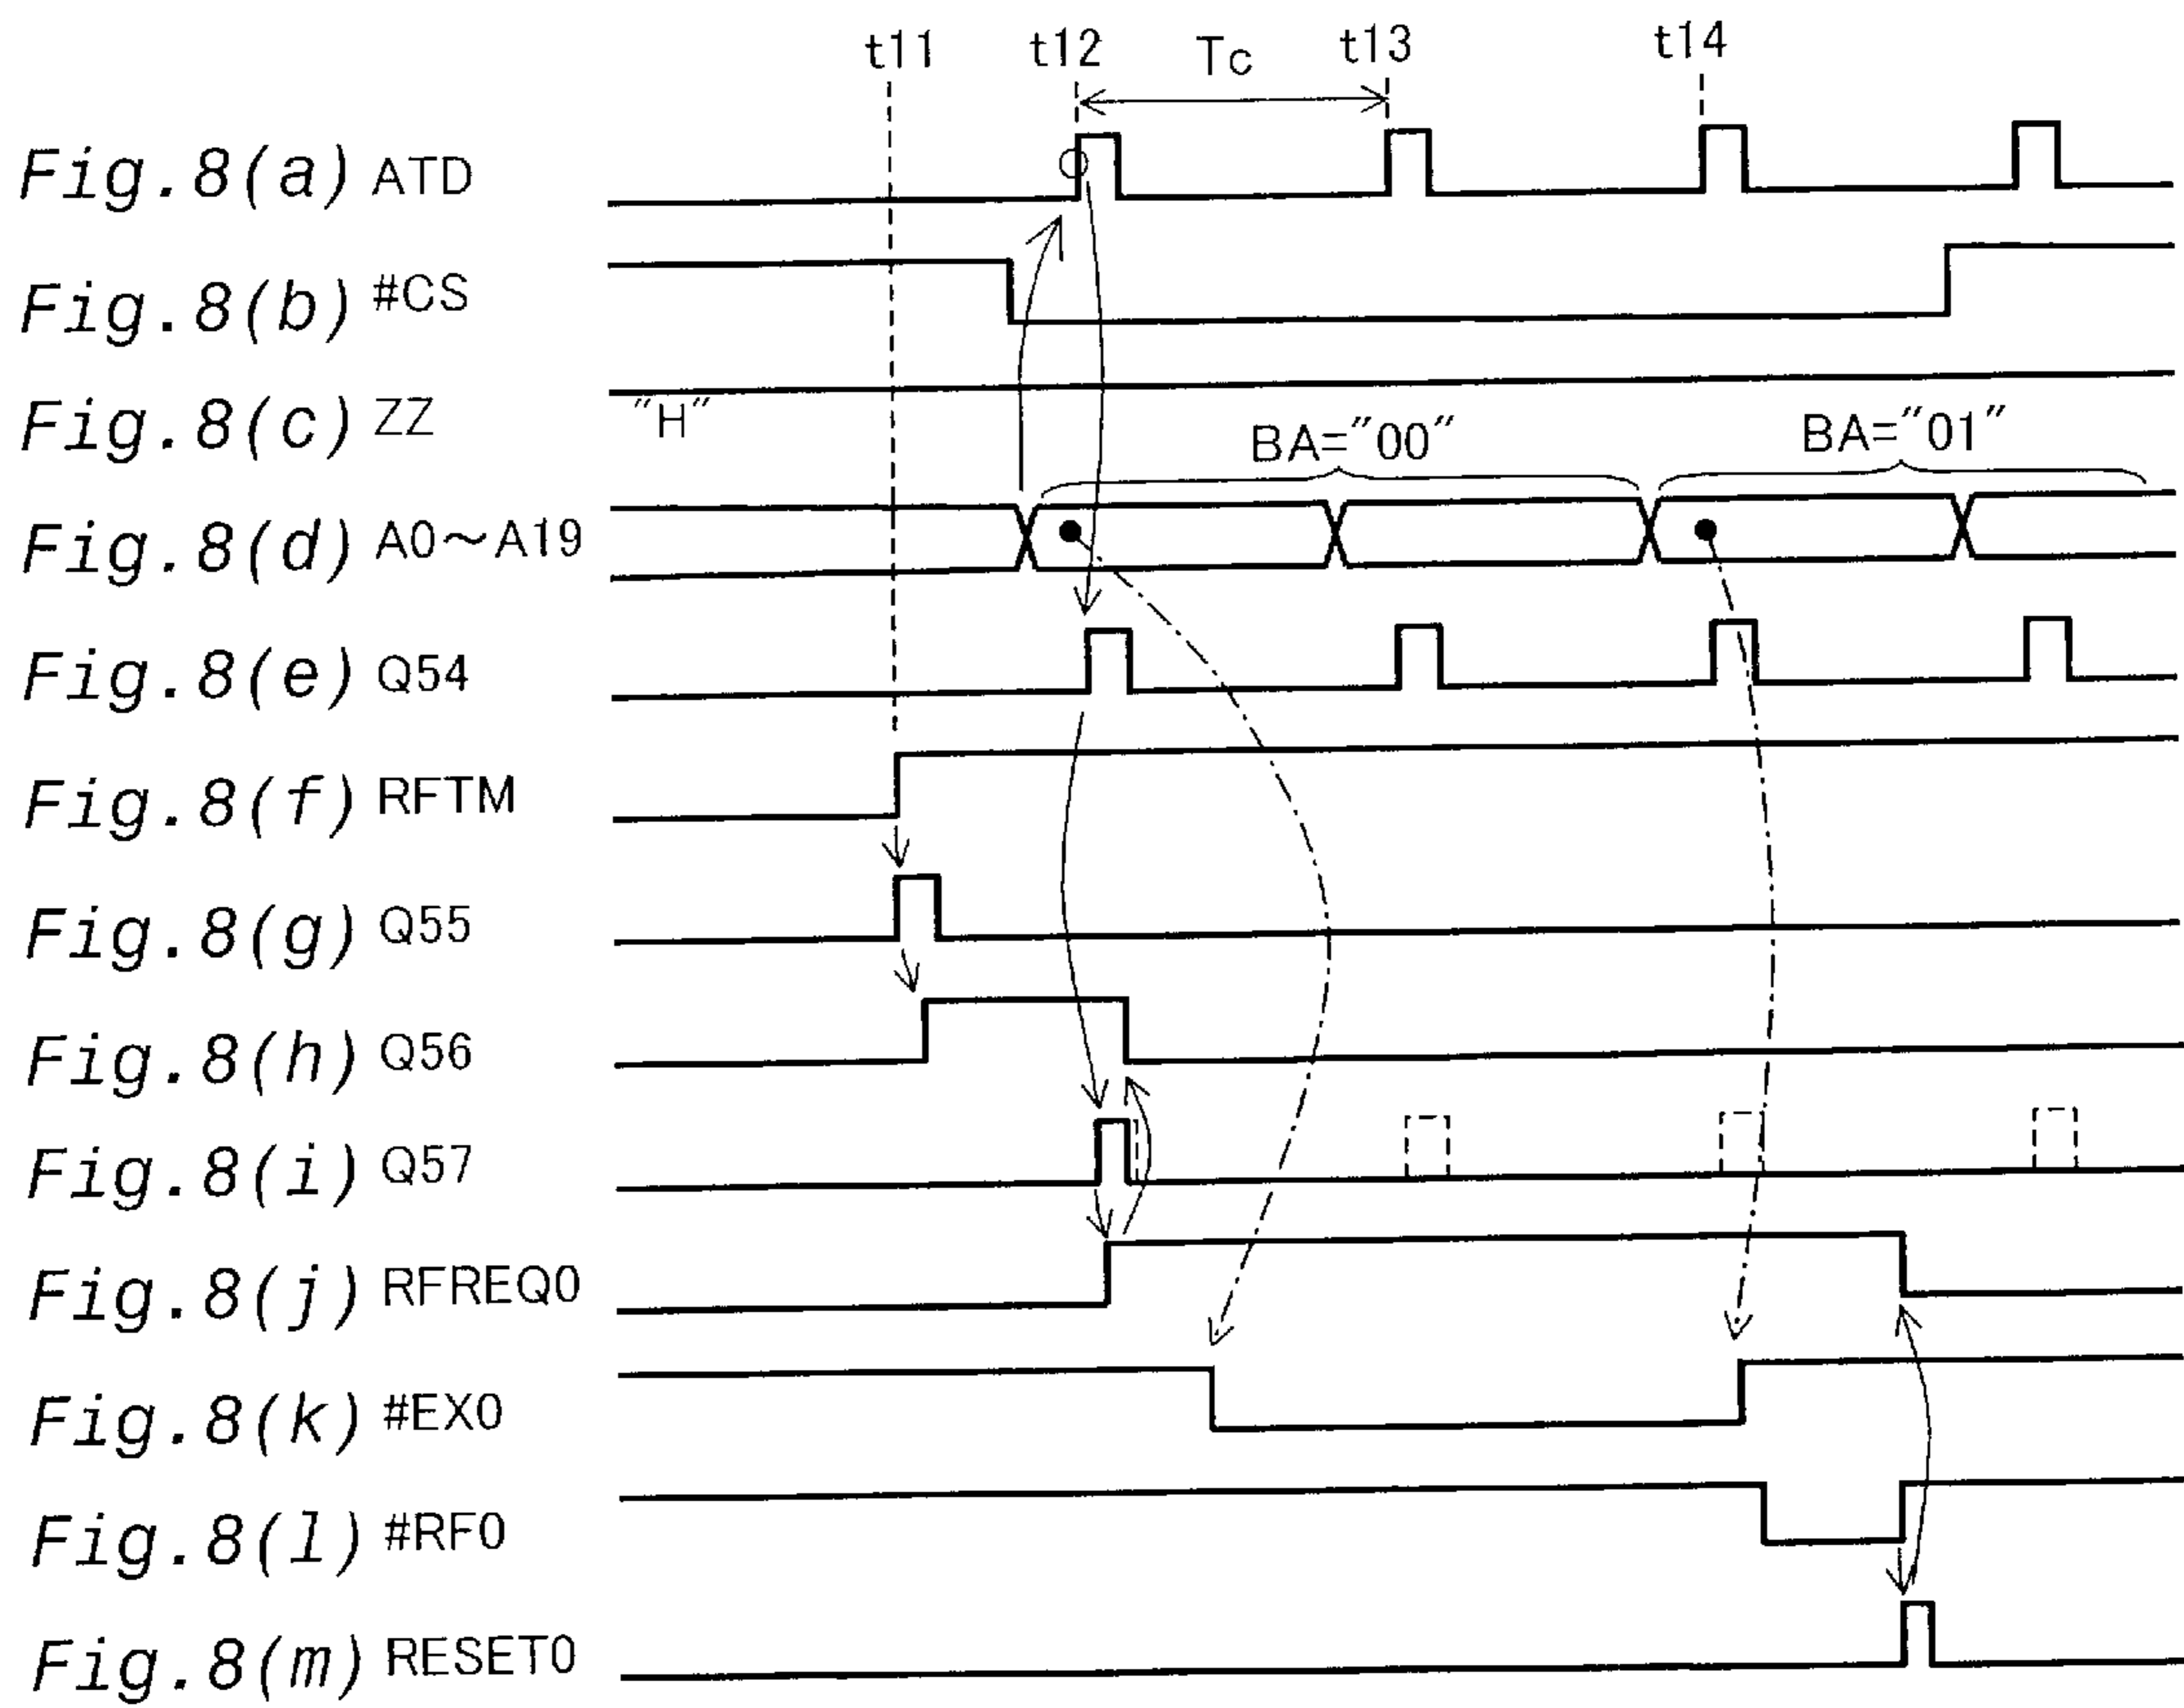 t11 t12 Tc t13 t14
Fig.8(a) ATD
Fig.8(b) #CS
Fig.8(c) ZZ "H"
BA="00" BA="01"
Fig.8(d) A0～A19
Fig.8(e) Q54
Fig.8(f) RFTM
Fig.8(g) Q55
Fig.8(h) Q56
Fig.8(i) Q57
Fig.8(j) RFREQ0
Fig.8(k) #EX0
Fig.8(l) #RF0
Fig.8(m) RESET0